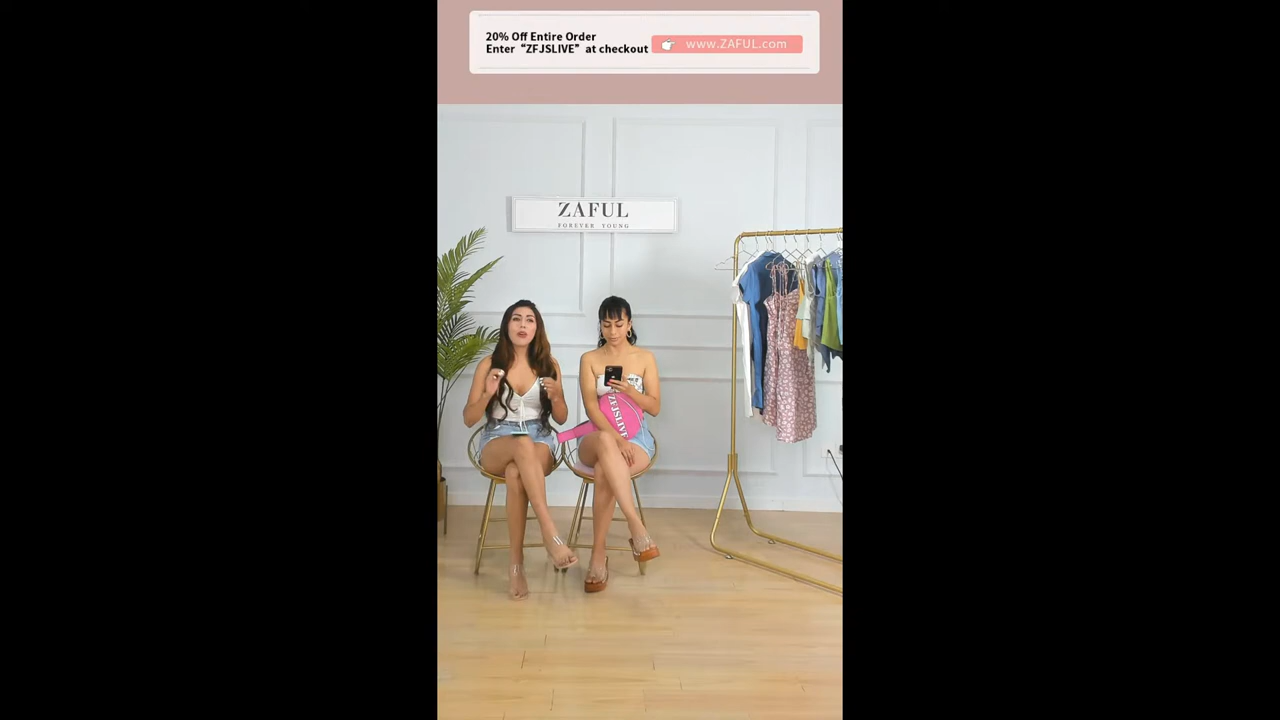 20% Off Entire Order
Enter “ZFJSLIVE” at checkout
www.ZAFUL.com
ZAFUL
FOREVER YOUNG
ZFJSLIVE